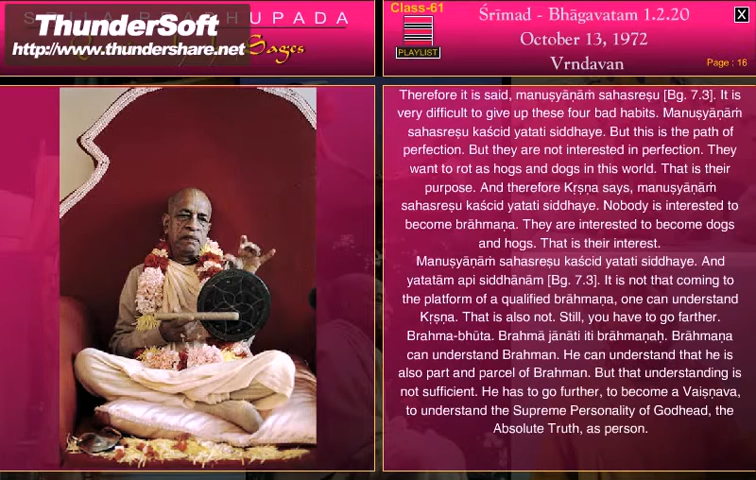 ThunderSoft
http://www.thundershare.net
UPADA
Sages
Class-61
PLAYLIST
Śrīmad - Bhāgavatam 1.2.20
October 13, 1972
Vrndavan
X
Page : 16
Therefore it is said, manuṣyāṇāṁ sahasreṣu [Bg. 7.3]. It is
very difficult to give up these four bad habits. Manuṣyāṇāṁ
sahasreṣu kaścid yatati siddhaye. But this is the path of
perfection. But they are not interested in perfection. They
want to rot as hogs and dogs in this world. That is their
purpose. And therefore Kṛṣṇa says, manuṣyāṇāṁ
sahasreṣu kaścid yatati siddhaye. Nobody is interested to
become brāhmaṇa. They are interested to become dogs
and hogs. That is their interest.
Manuṣyāṇāṁ sahasreṣu kaścid yatati siddhaye. And
yatatām api siddhānām [Bg. 7.3]. It is not that coming to
the platform of a qualified brāhmaṇa, one can understand
Kṛṣṇa. That is also not. Still, you have to go farther.
Brahma-bhūta. Brahmā jānāti iti brāhmaṇaḥ. Brāhmaṇa
can understand Brahman. He can understand that he is
also part and parcel of Brahman. But that understanding is
not sufficient. He has to go further, to become a Vaiṣṇava,
to understand the Supreme Personality of Godhead, the
Absolute Truth, as person.